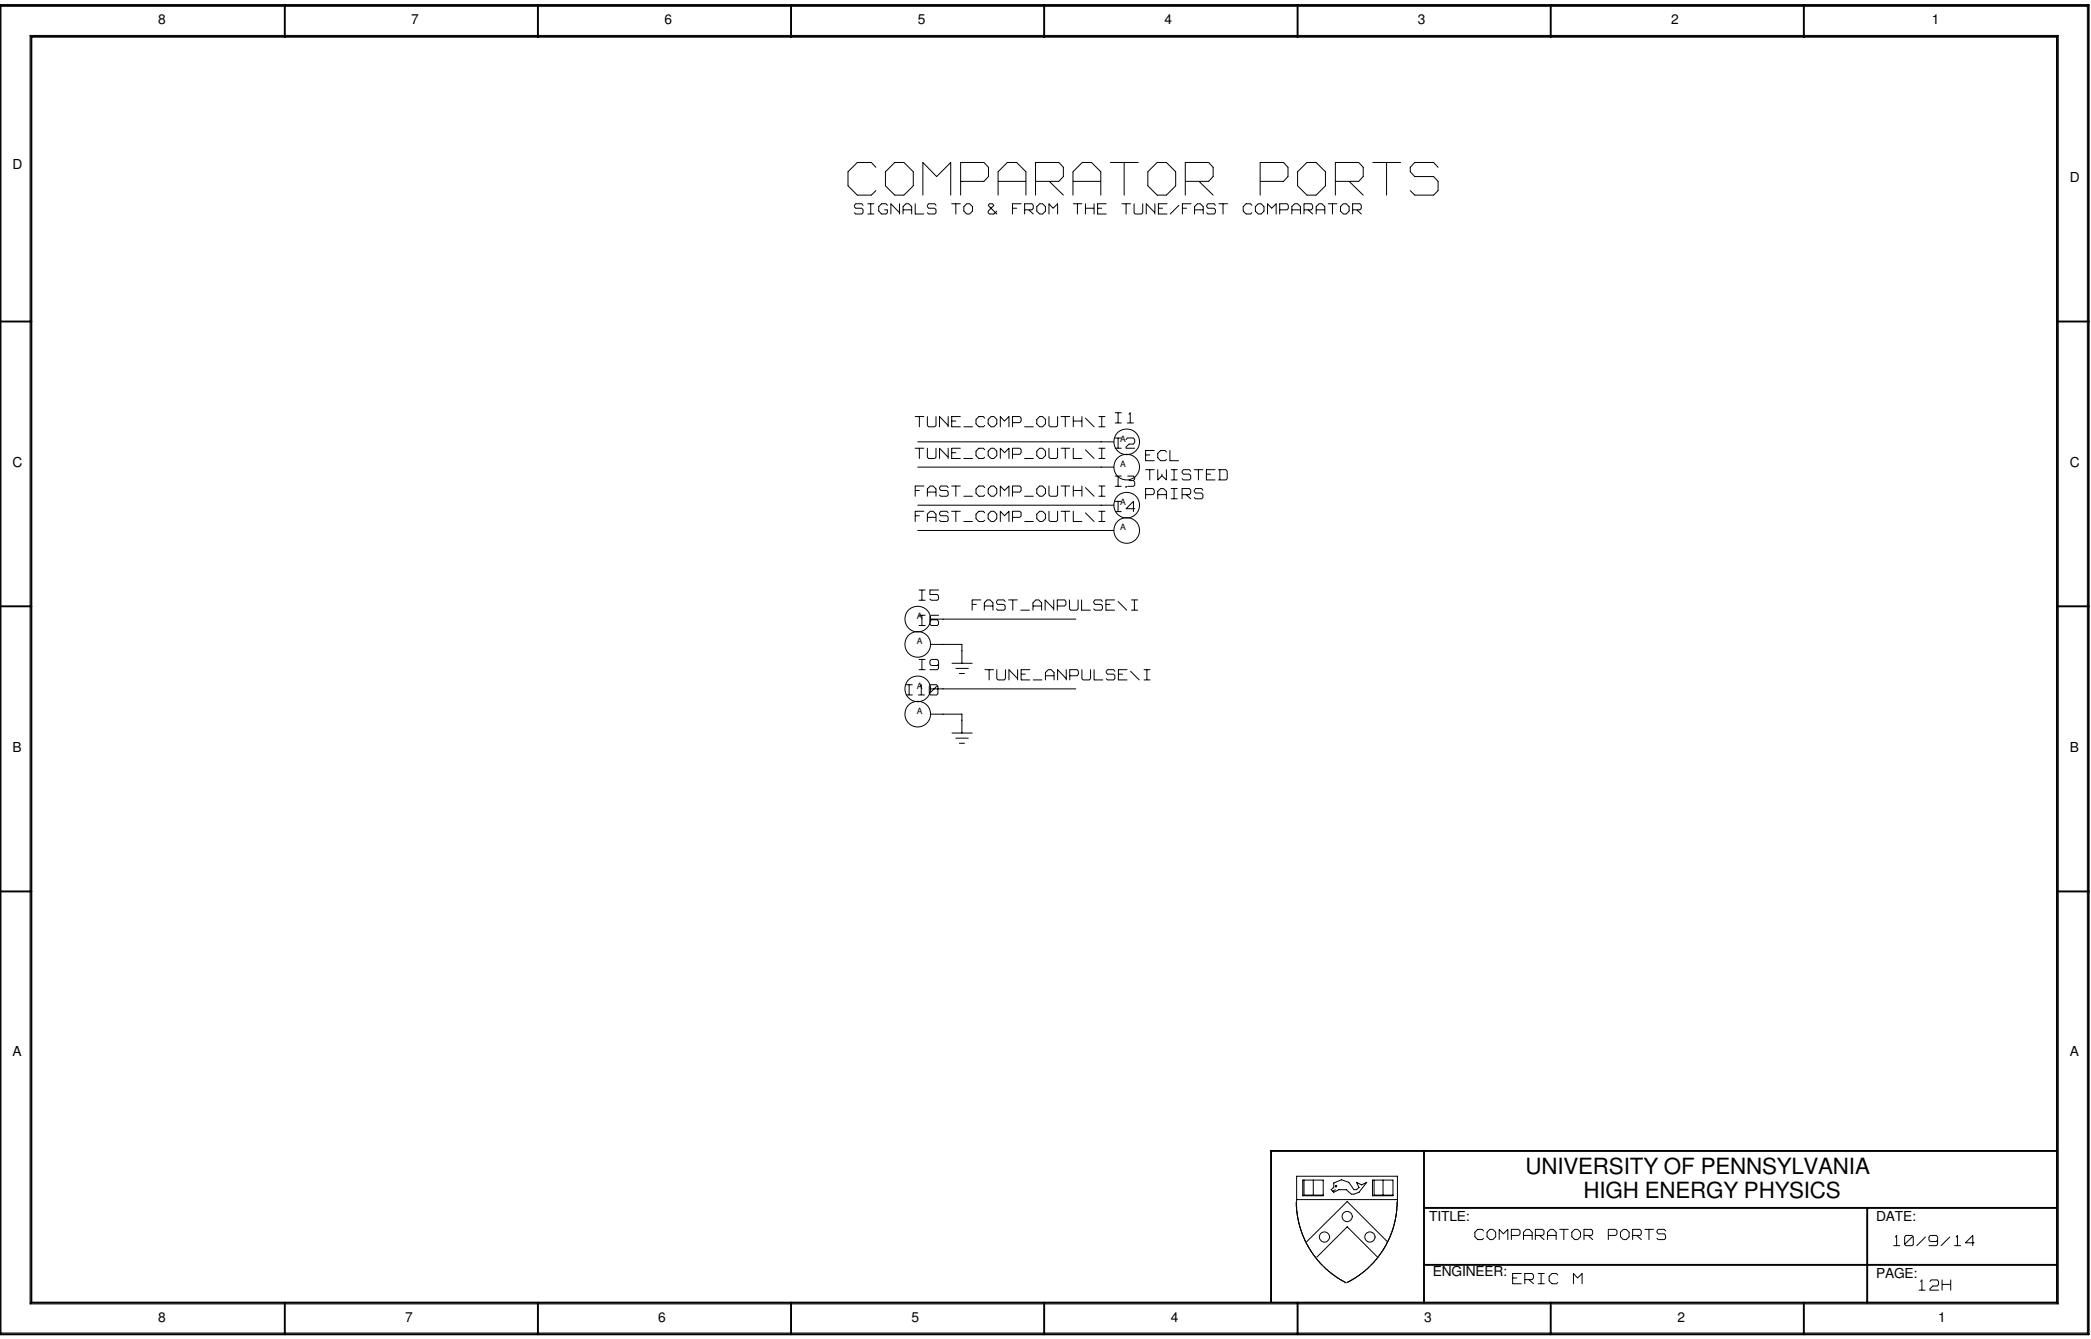 8 7 6 5 4 3 2 1
D D
COMPARATOR PORTS
SIGNALS TO & FROM THE TUNE/FAST COMPARATOR
TUNE_COMP_OUTH\I I1
A I2
TUNE_COMP_OUTL\I A ECL
C C
TWISTED
I3
FAST_COMP_OUTH\I A PAIRS
I4
FAST_COMP_OUTL\I A
I5
FAST_ANPULSE\I
A I6
A
I9
TUNE_ANPULSE\I
A I10
A
B B
A A
UNIVERSITY OF PENNSYLVANIA
HIGH ENERGY PHYSICS
TITLE: COMPARATOR PORTS
DATE: 10/9/14
ENGINEER: ERIC M
PAGE: 12H
8 7 6 5 4 3 2 1